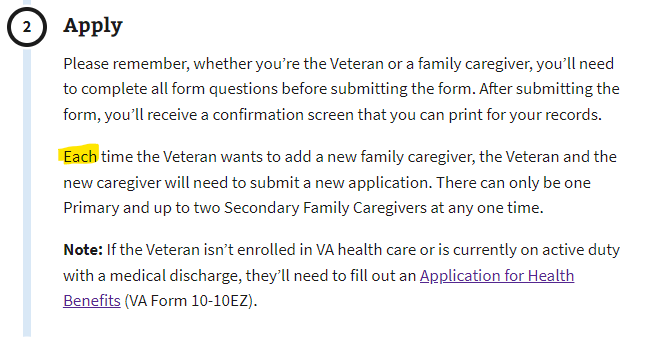 2 Apply
Please remember, whether you’re the Veteran or a family caregiver, you’ll need
to complete all form questions before submitting the form. After submitting the
form, you’ll receive a confirmation screen that you can print for your records.
Each time the Veteran wants to add a new family caregiver, the Veteran and the
new caregiver will need to submit a new application. There can only be one
Primary and up to two Secondary Family Caregivers at any one time.
Note: If the Veteran isn’t enrolled in VA health care or is currently on active duty
with a medical discharge, they’ll need to fill out an Application for Health
Benefits (VA Form 10-10EZ).